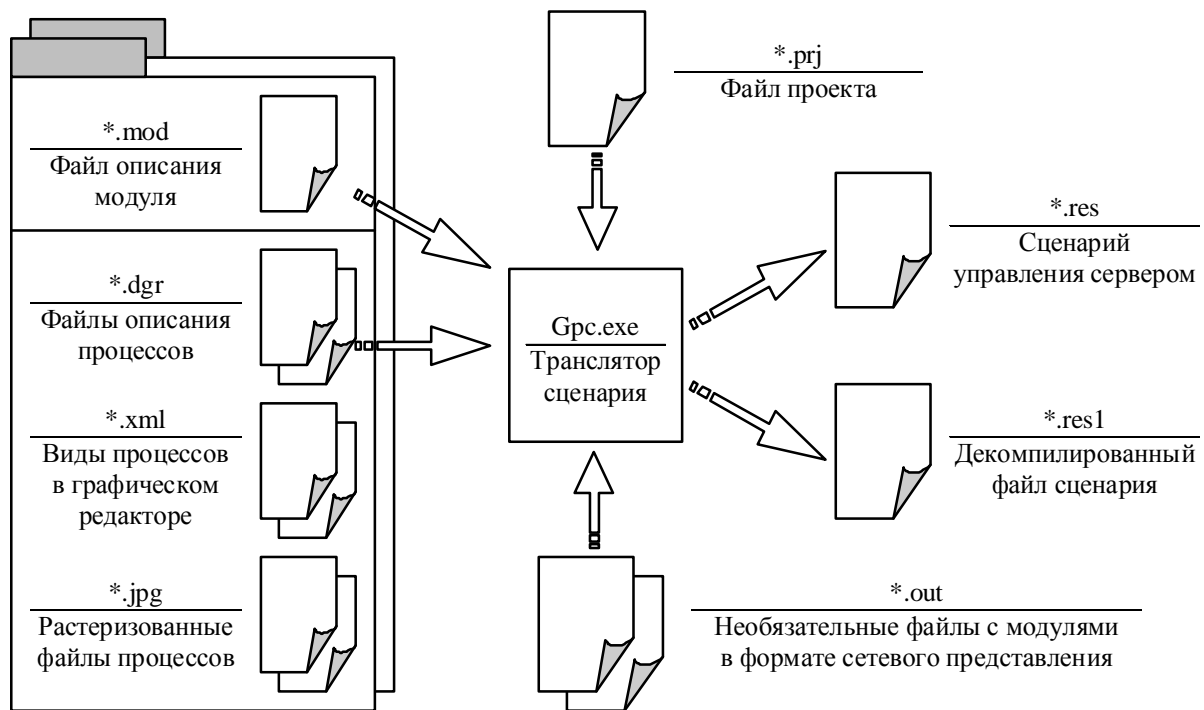 *.prj
Файл проекта
*.mod
Файл описания
модуля
*.dgr
Файлы описания
процессов
*.xml
Виды процессов
в графическом
редакторе
*.jpg
Растеризованные
файлы процессов
Gpc.exe
Транслятор
сценария
*.res
Сценарий
управления сервером
*.res1
Декомпилированный
файл сценария
*.out
Необязательные файлы с модулями
в формате сетевого представления